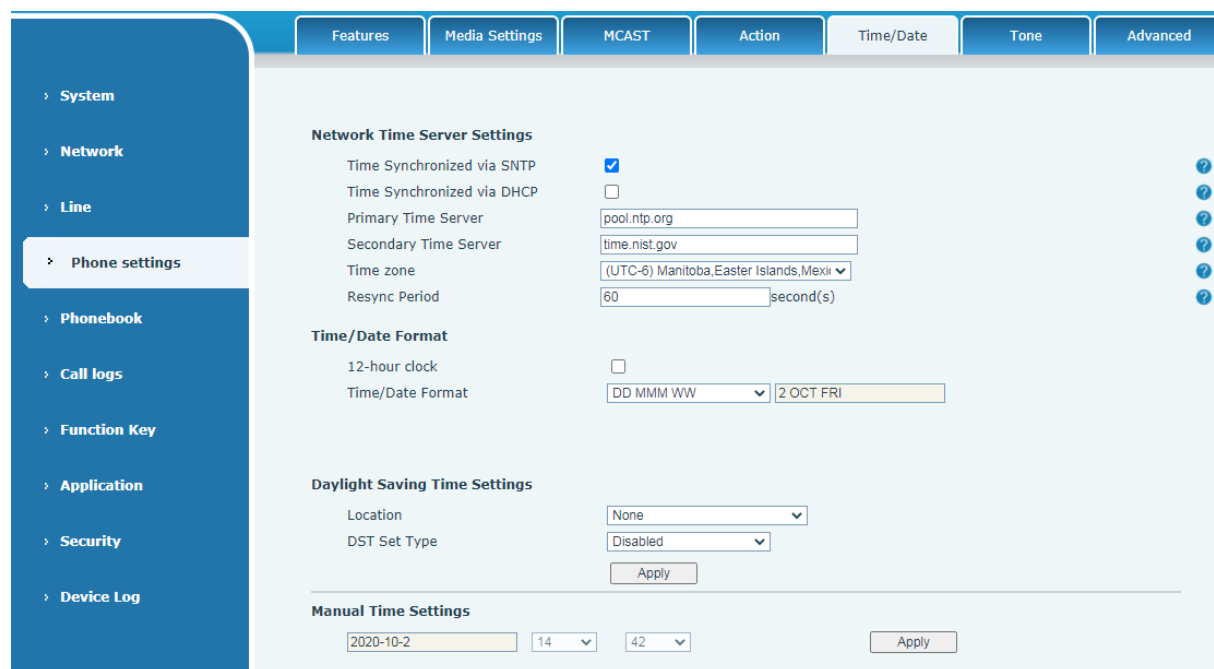 Features Media Settings MCAST Action Time/Date Tone Advanced
System
Network
Line
Phone settings
Phonebook
Call logs
Function Key
Application
Security
Device Log
Network Time Server Settings
Time Synchronized via SNTP ?
Time Synchronized via DHCP ?
Primary Time Server pool.ntp.org ?
Secondary Time Server time.nist.gov ?
Time zone (UTC-6) Manitoba,Easter Islands,Mexi ?
Resync Period 60 second(s) ?
Time/Date Format
12-hour clock
Time/Date Format DD MMM WW 2 OCT FRI
Daylight Saving Time Settings
Location None
DST Set Type Disabled
Apply
Manual Time Settings
2020-10-2 14 42 Apply